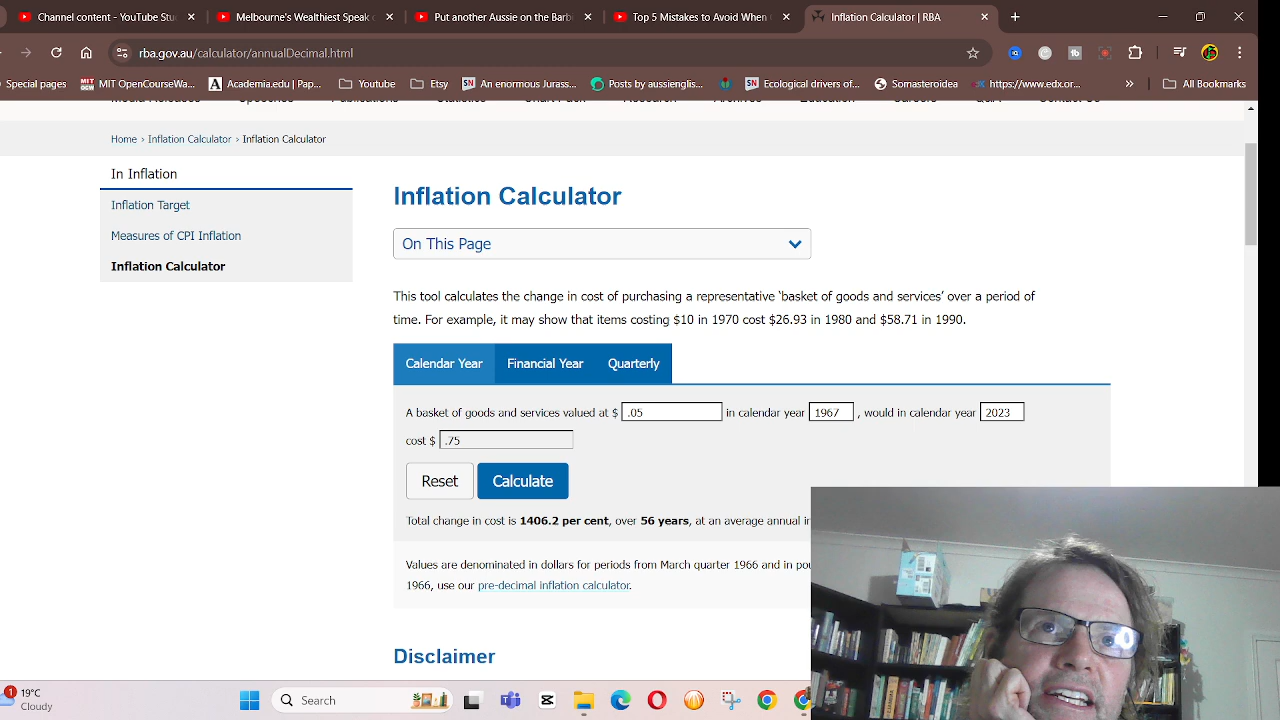 Channel content - YouTube Stu
Melbourne's Wealthiest Speak
Put another Aussie on the Barb
Top 5 Mistakes to Avoid When
Inflation Calculator | RBA
rba.gov.au/calculator/annualDecimal.html
Special pages
MIT OpenCourseWa...
Academia.edu | Pap...
Youtube
Etsy
An enormous Jurass...
Posts by aussienglis...
Ecological drivers of...
Somasteroidea
https://www.edx.or...
»
All Bookmarks
Home › Inflation Calculator › Inflation Calculator
In Inflation
Inflation Target
Measures of CPI Inflation
Inflation Calculator
Inflation Calculator
On This Page
This tool calculates the change in cost of purchasing a representative ‘basket of goods and services’ over a period of
time. For example, it may show that items costing $10 in 1970 cost $26.93 in 1980 and $58.71 in 1990.
Calendar Year Financial Year Quarterly
A basket of goods and services valued at $ .05 in calendar year 1967 , would in calendar year 2023
cost $ .75
Reset Calculate
Total change in cost is 1406.2 per cent, over 56 years, at an average annual in
Values are denominated in dollars for periods from March quarter 1966 and in pou
1966, use our pre-decimal inflation calculator.
Disclaimer
1
19°C
Cloudy
Search